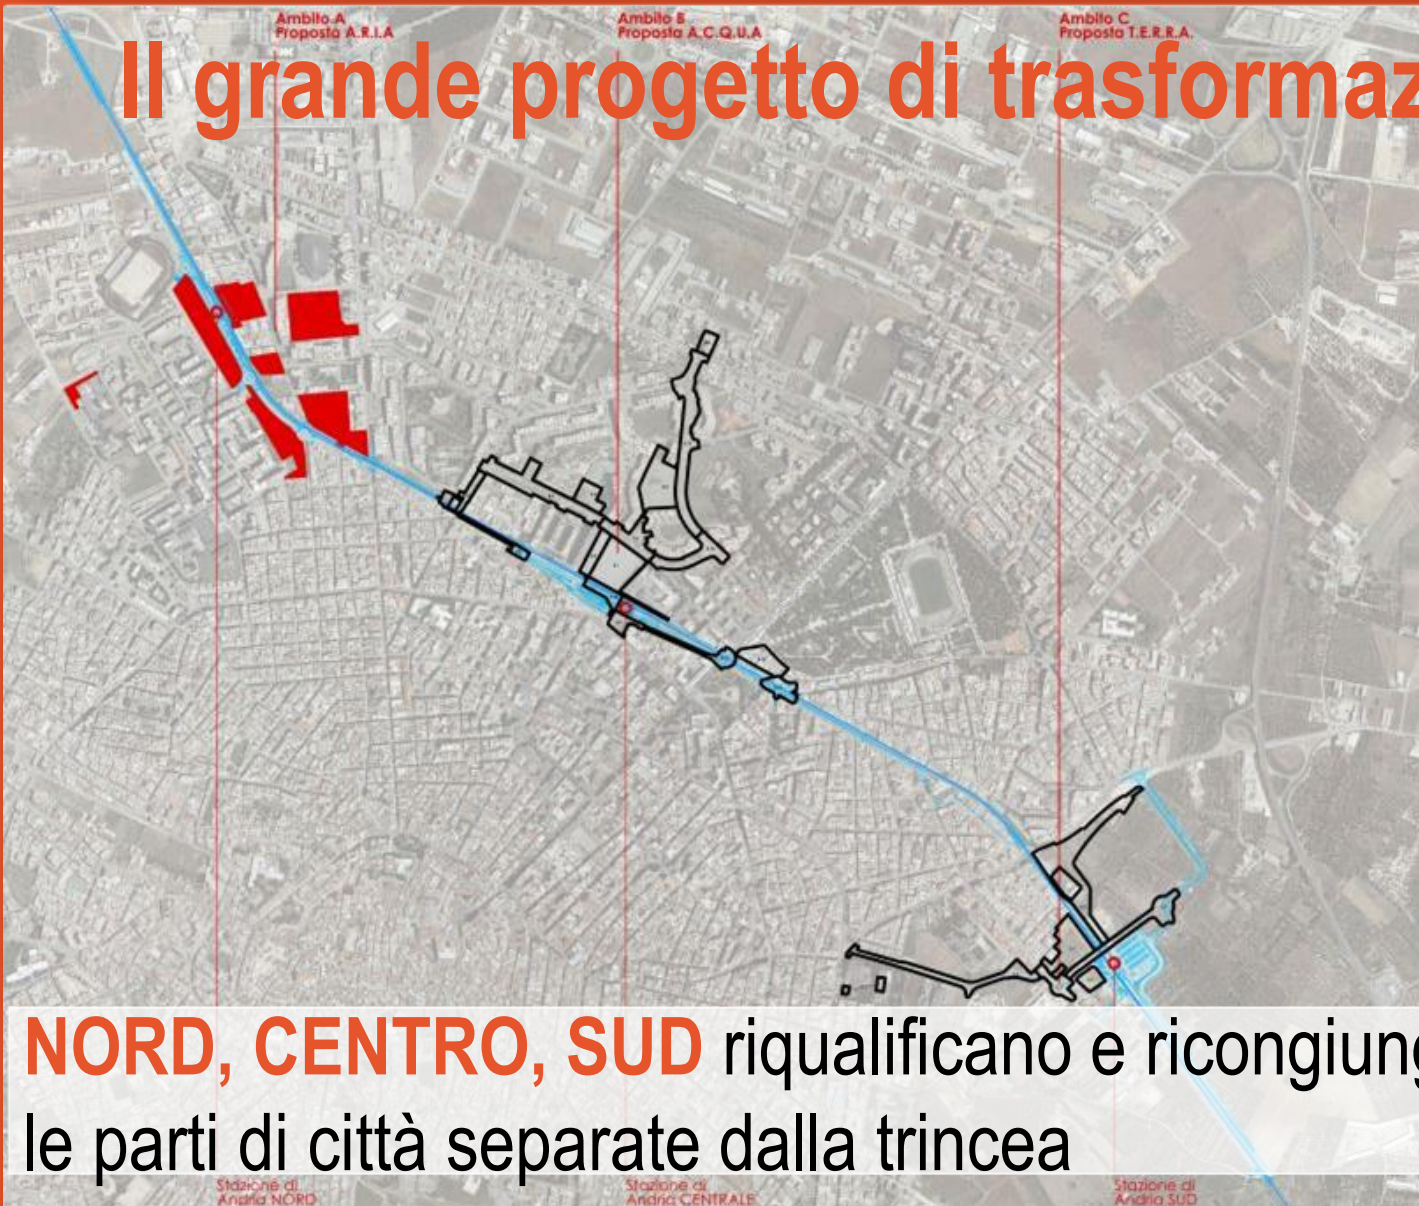 Ambito A
Proposta A.R.I.A
Ambito B
Proposta A.C.Q.U.A
Ambito C
Proposta T.E.R.R.A.
Il grande progetto di trasformaz
NORD, CENTRO, SUD riqualificano e ricongiung
le parti di città separate dalla trincea
Stazione di
Andria NORD
Stazione di
Andria CENTRALE
Stazione di
Andria SUD